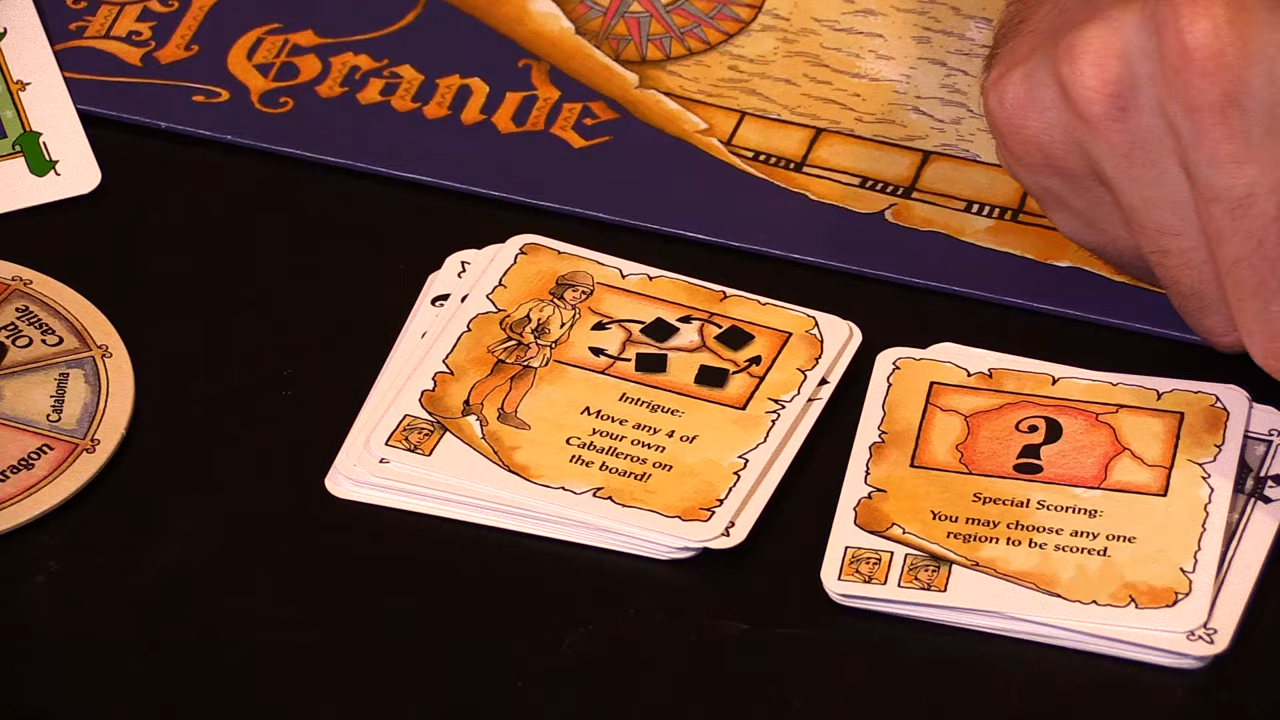 El Grande
Old
Castile
Catalonia
Intrigue:
Move any 4 of
your own
Caballeros on
the board!
?
Special Scoring:
You may choose any one
region to be scored.